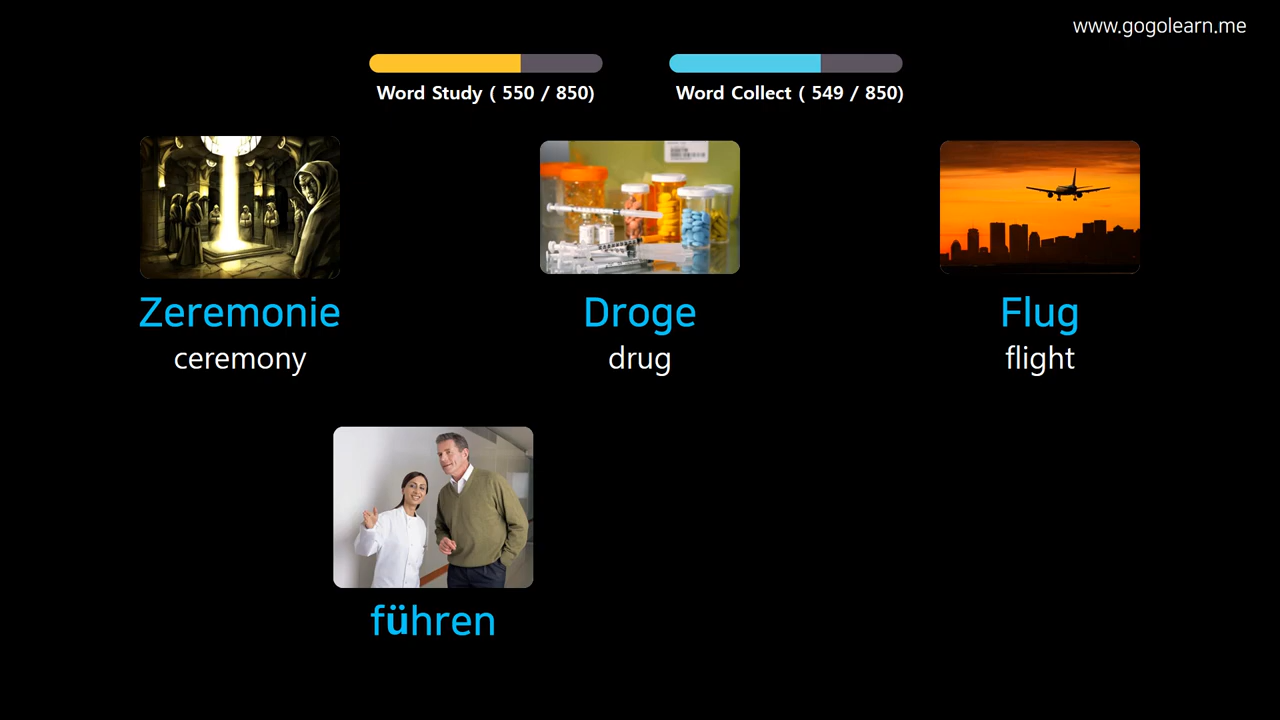 www.gogolearn.me
Word Study ( 550 / 850)
Word Collect ( 549 / 850)
Zeremonie
ceremony
Droge
drug
Flug
flight
führen